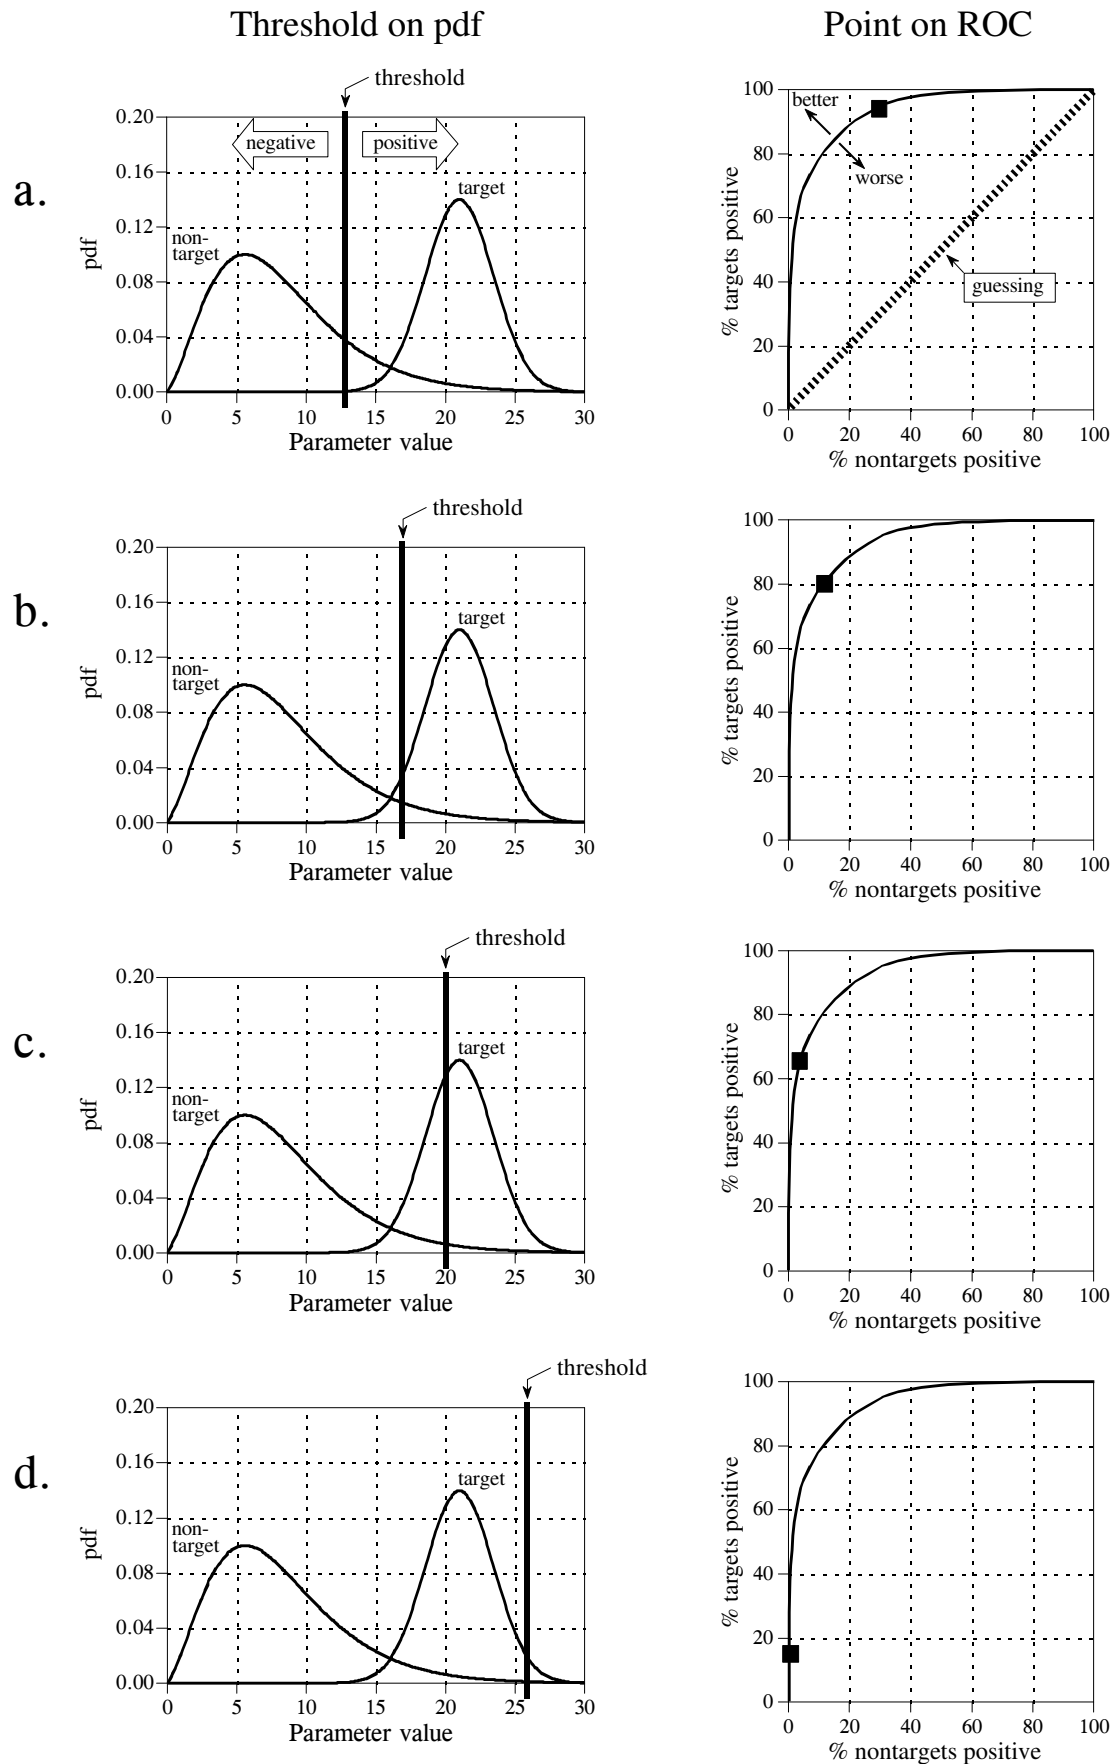 Threshold on pdf
Point on ROC
a.
threshold
negative
positive
non-
target
target
pdf
0.20
0.16
0.12
0.08
0.04
0.00
0 5 10 15 20 25 30
Parameter value
better
worse
guessing
% targets positive
100
80
60
40
20
0
0 20 40 60 80 100
% nontargets positive
b.
threshold
non-
target
target
pdf
0.20
0.16
0.12
0.08
0.04
0.00
0 5 10 15 20 25 30
Parameter value
% targets positive
100
80
60
40
20
0
0 20 40 60 80 100
% nontargets positive
c.
threshold
non-
target
target
pdf
0.20
0.16
0.12
0.08
0.04
0.00
0 5 10 15 20 25 30
Parameter value
% targets positive
100
80
60
40
20
0
0 20 40 60 80 100
% nontargets positive
d.
threshold
non-
target
target
pdf
0.20
0.16
0.12
0.08
0.04
0.00
0 5 10 15 20 25 30
Parameter value
% targets positive
100
80
60
40
20
0
0 20 40 60 80 100
% nontargets positive